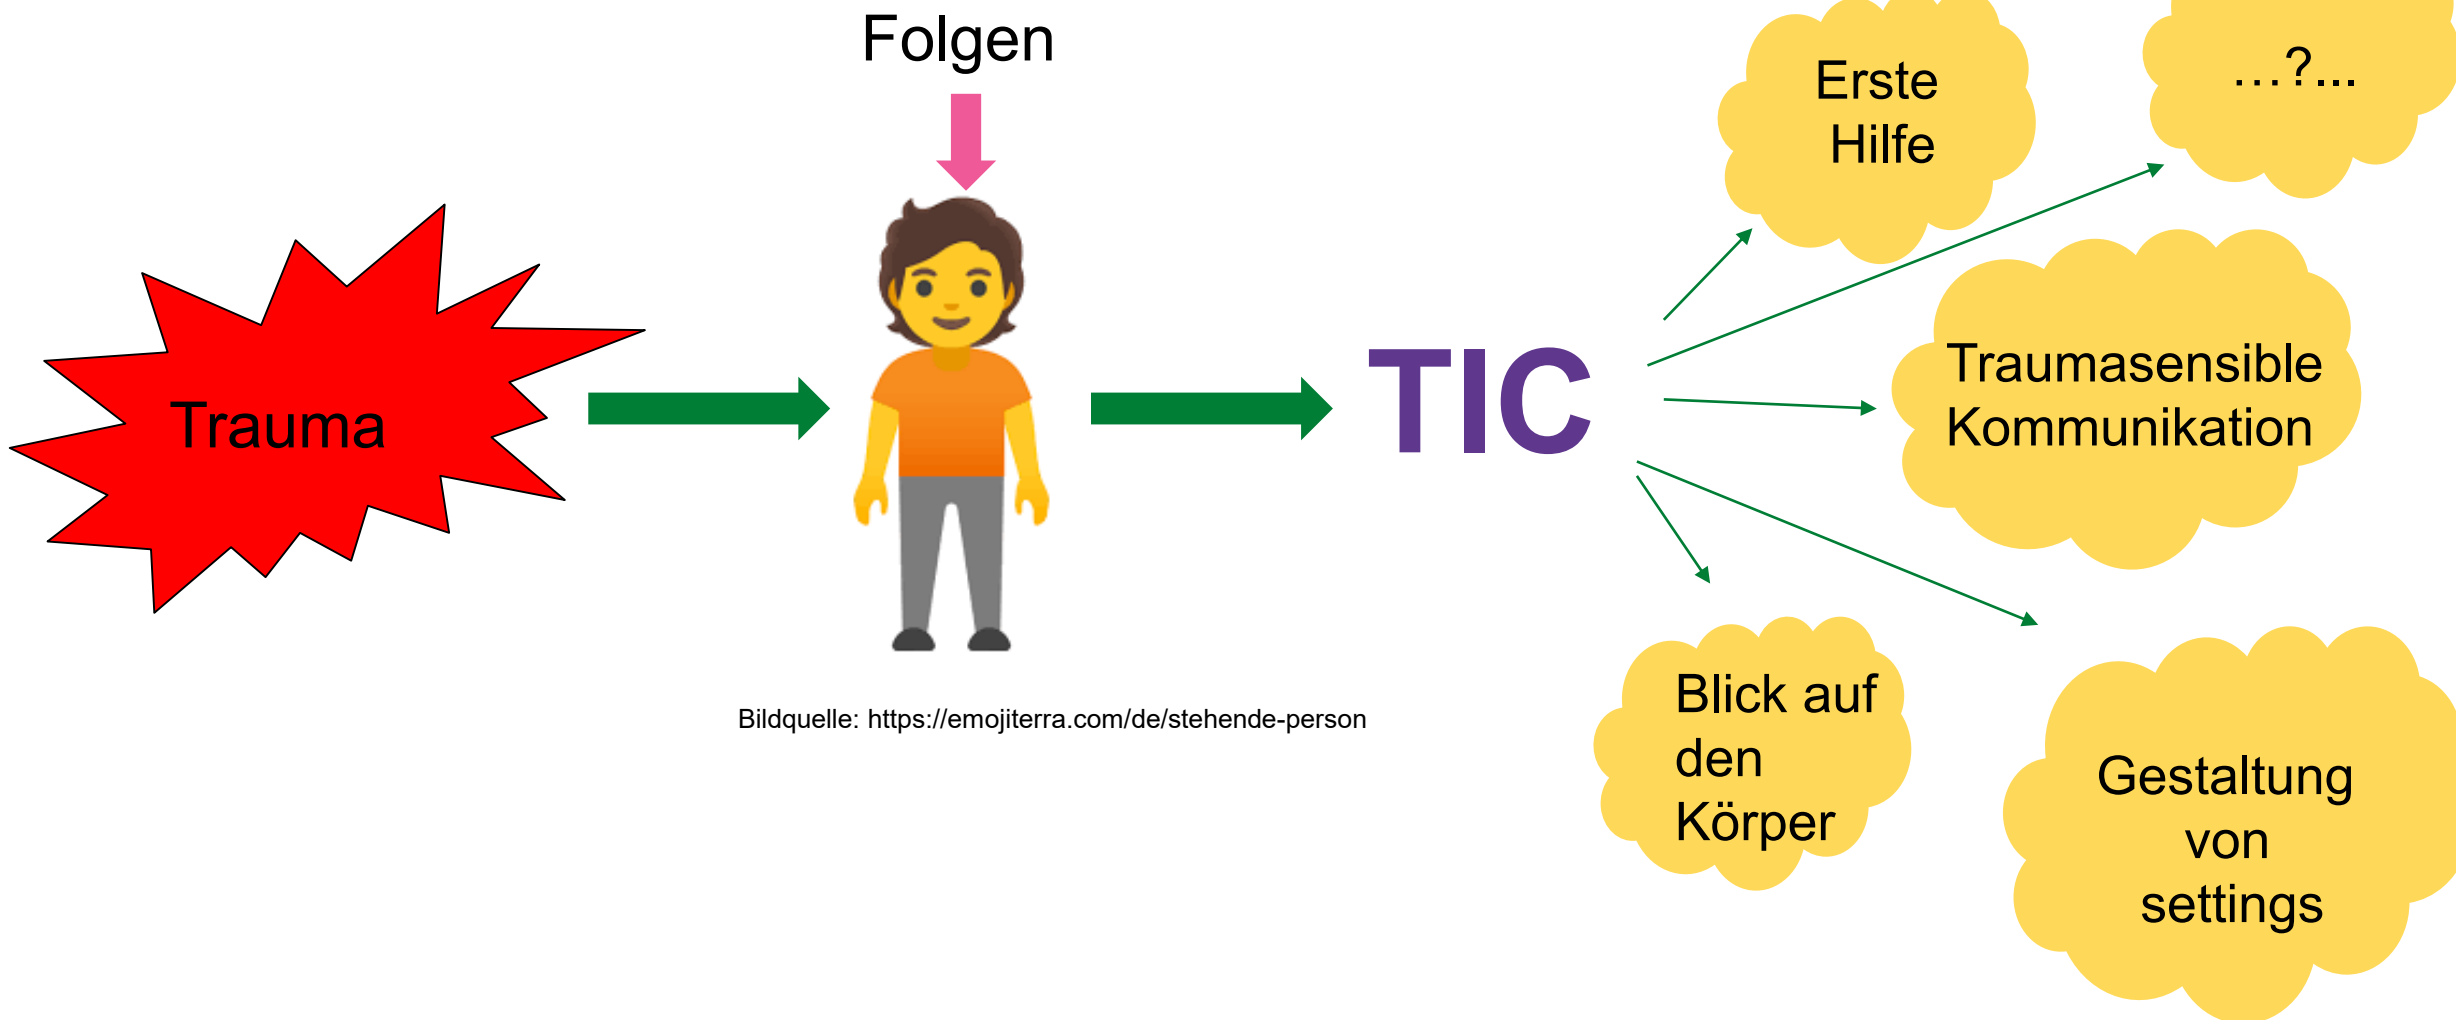 Folgen
Trauma
Bildquelle: https://emojiterra.com/de/stehende-person
TIC
Erste
Hilfe
…?...
Traumasensible
Kommunikation
Blick auf
den
Körper
Gestaltung
von
settings